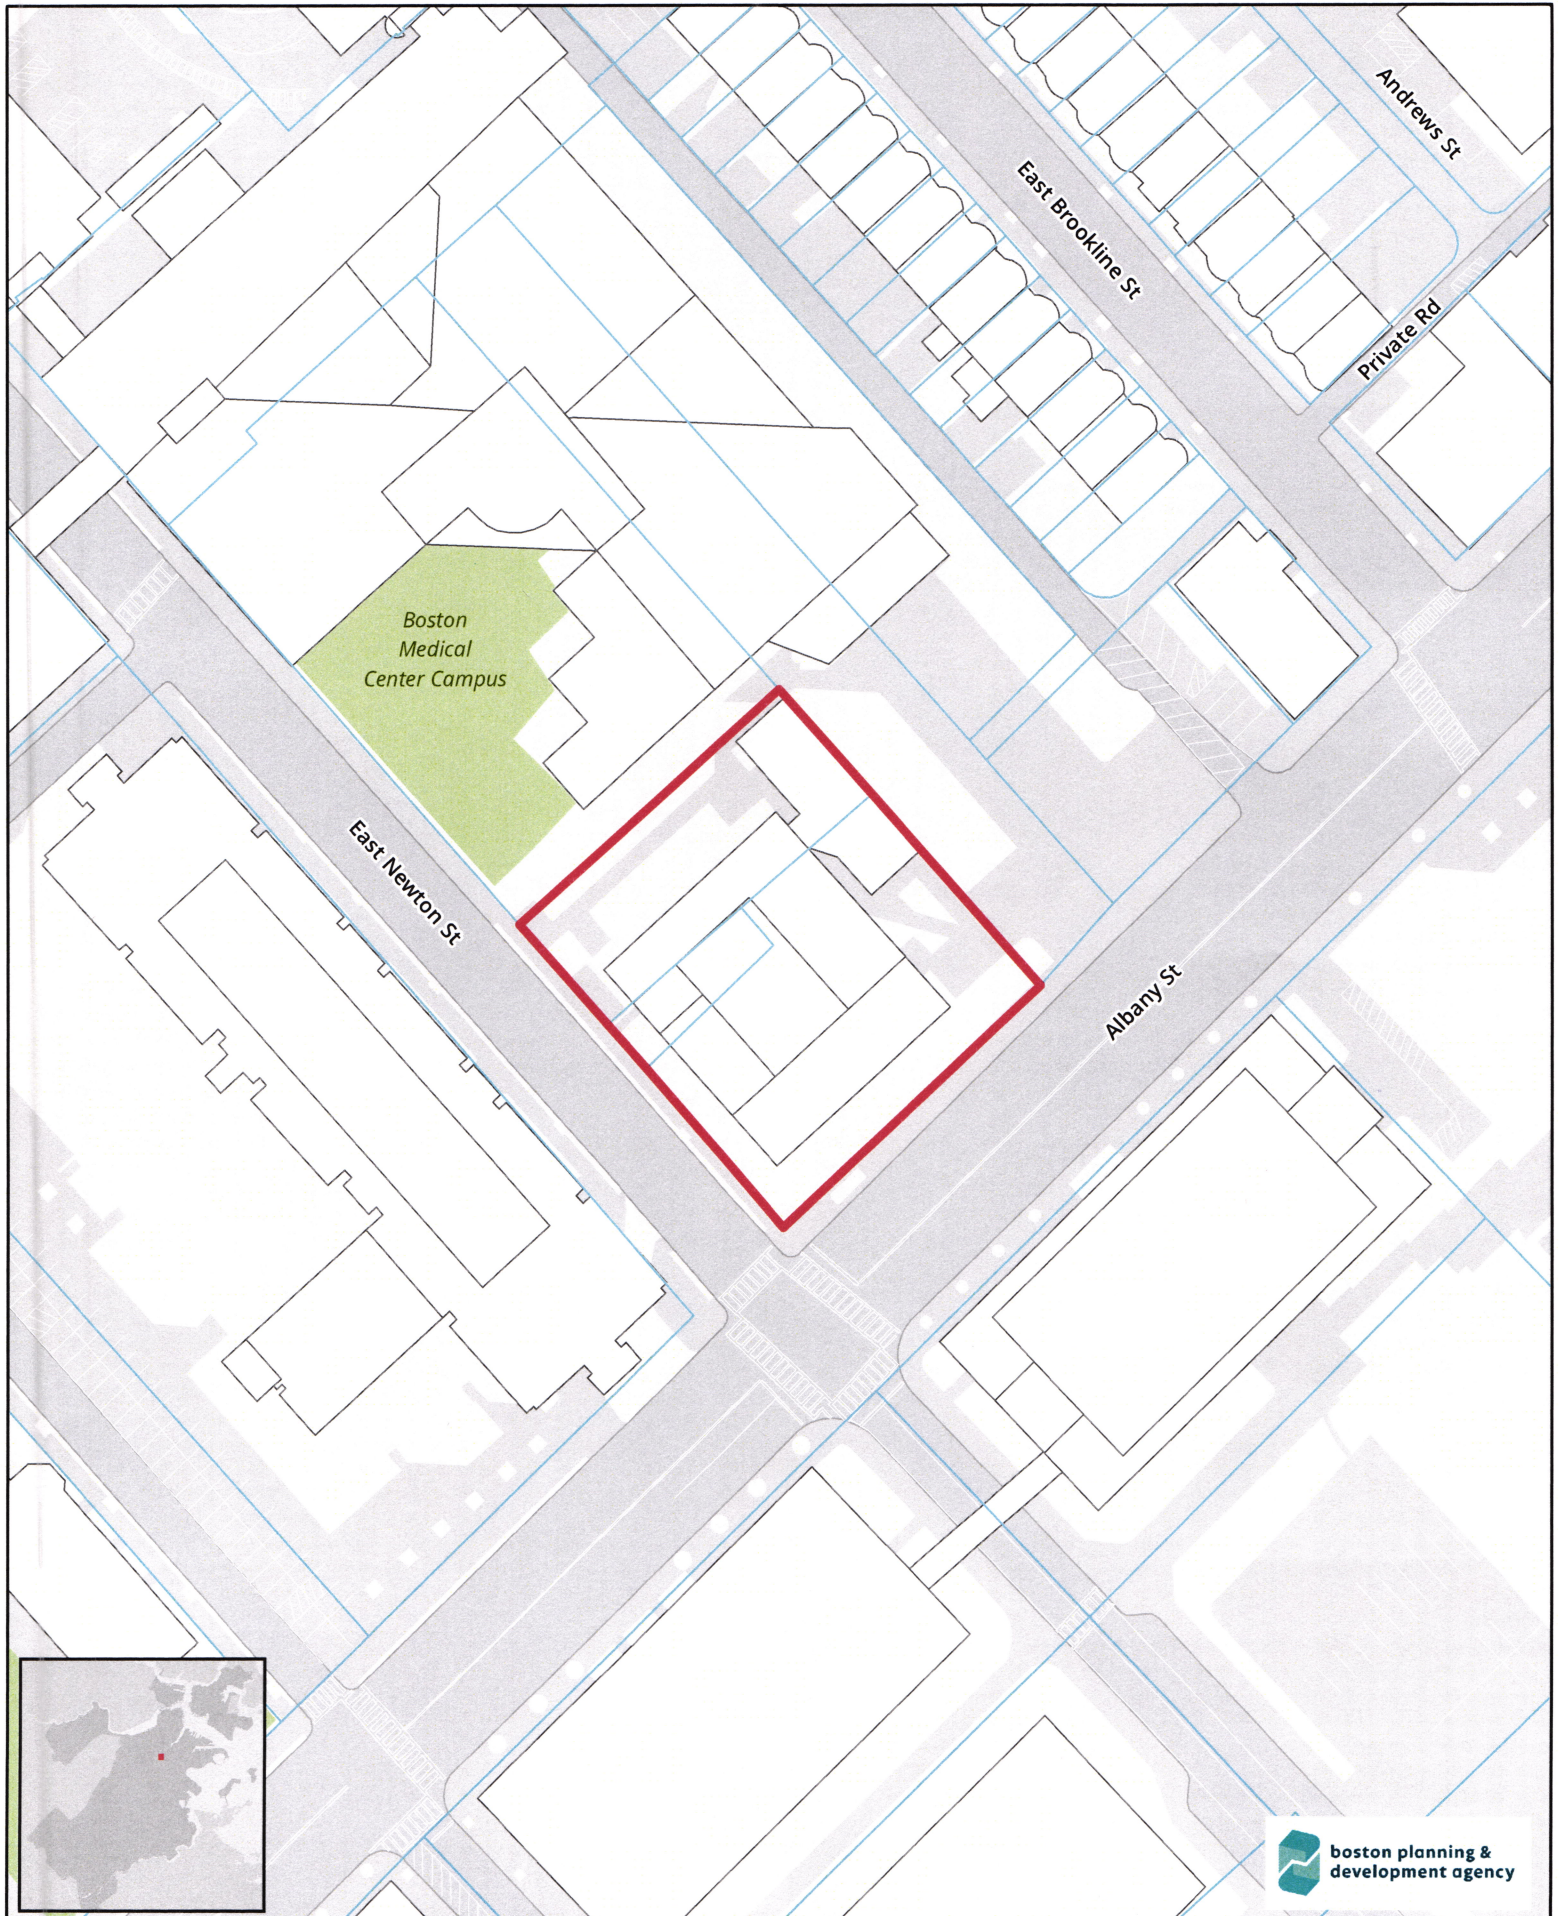 Andrews St
East Brookline St
Private Rd
Boston
Medical
Center Campus
East Newton St
Albany St
boston planning &
development agency